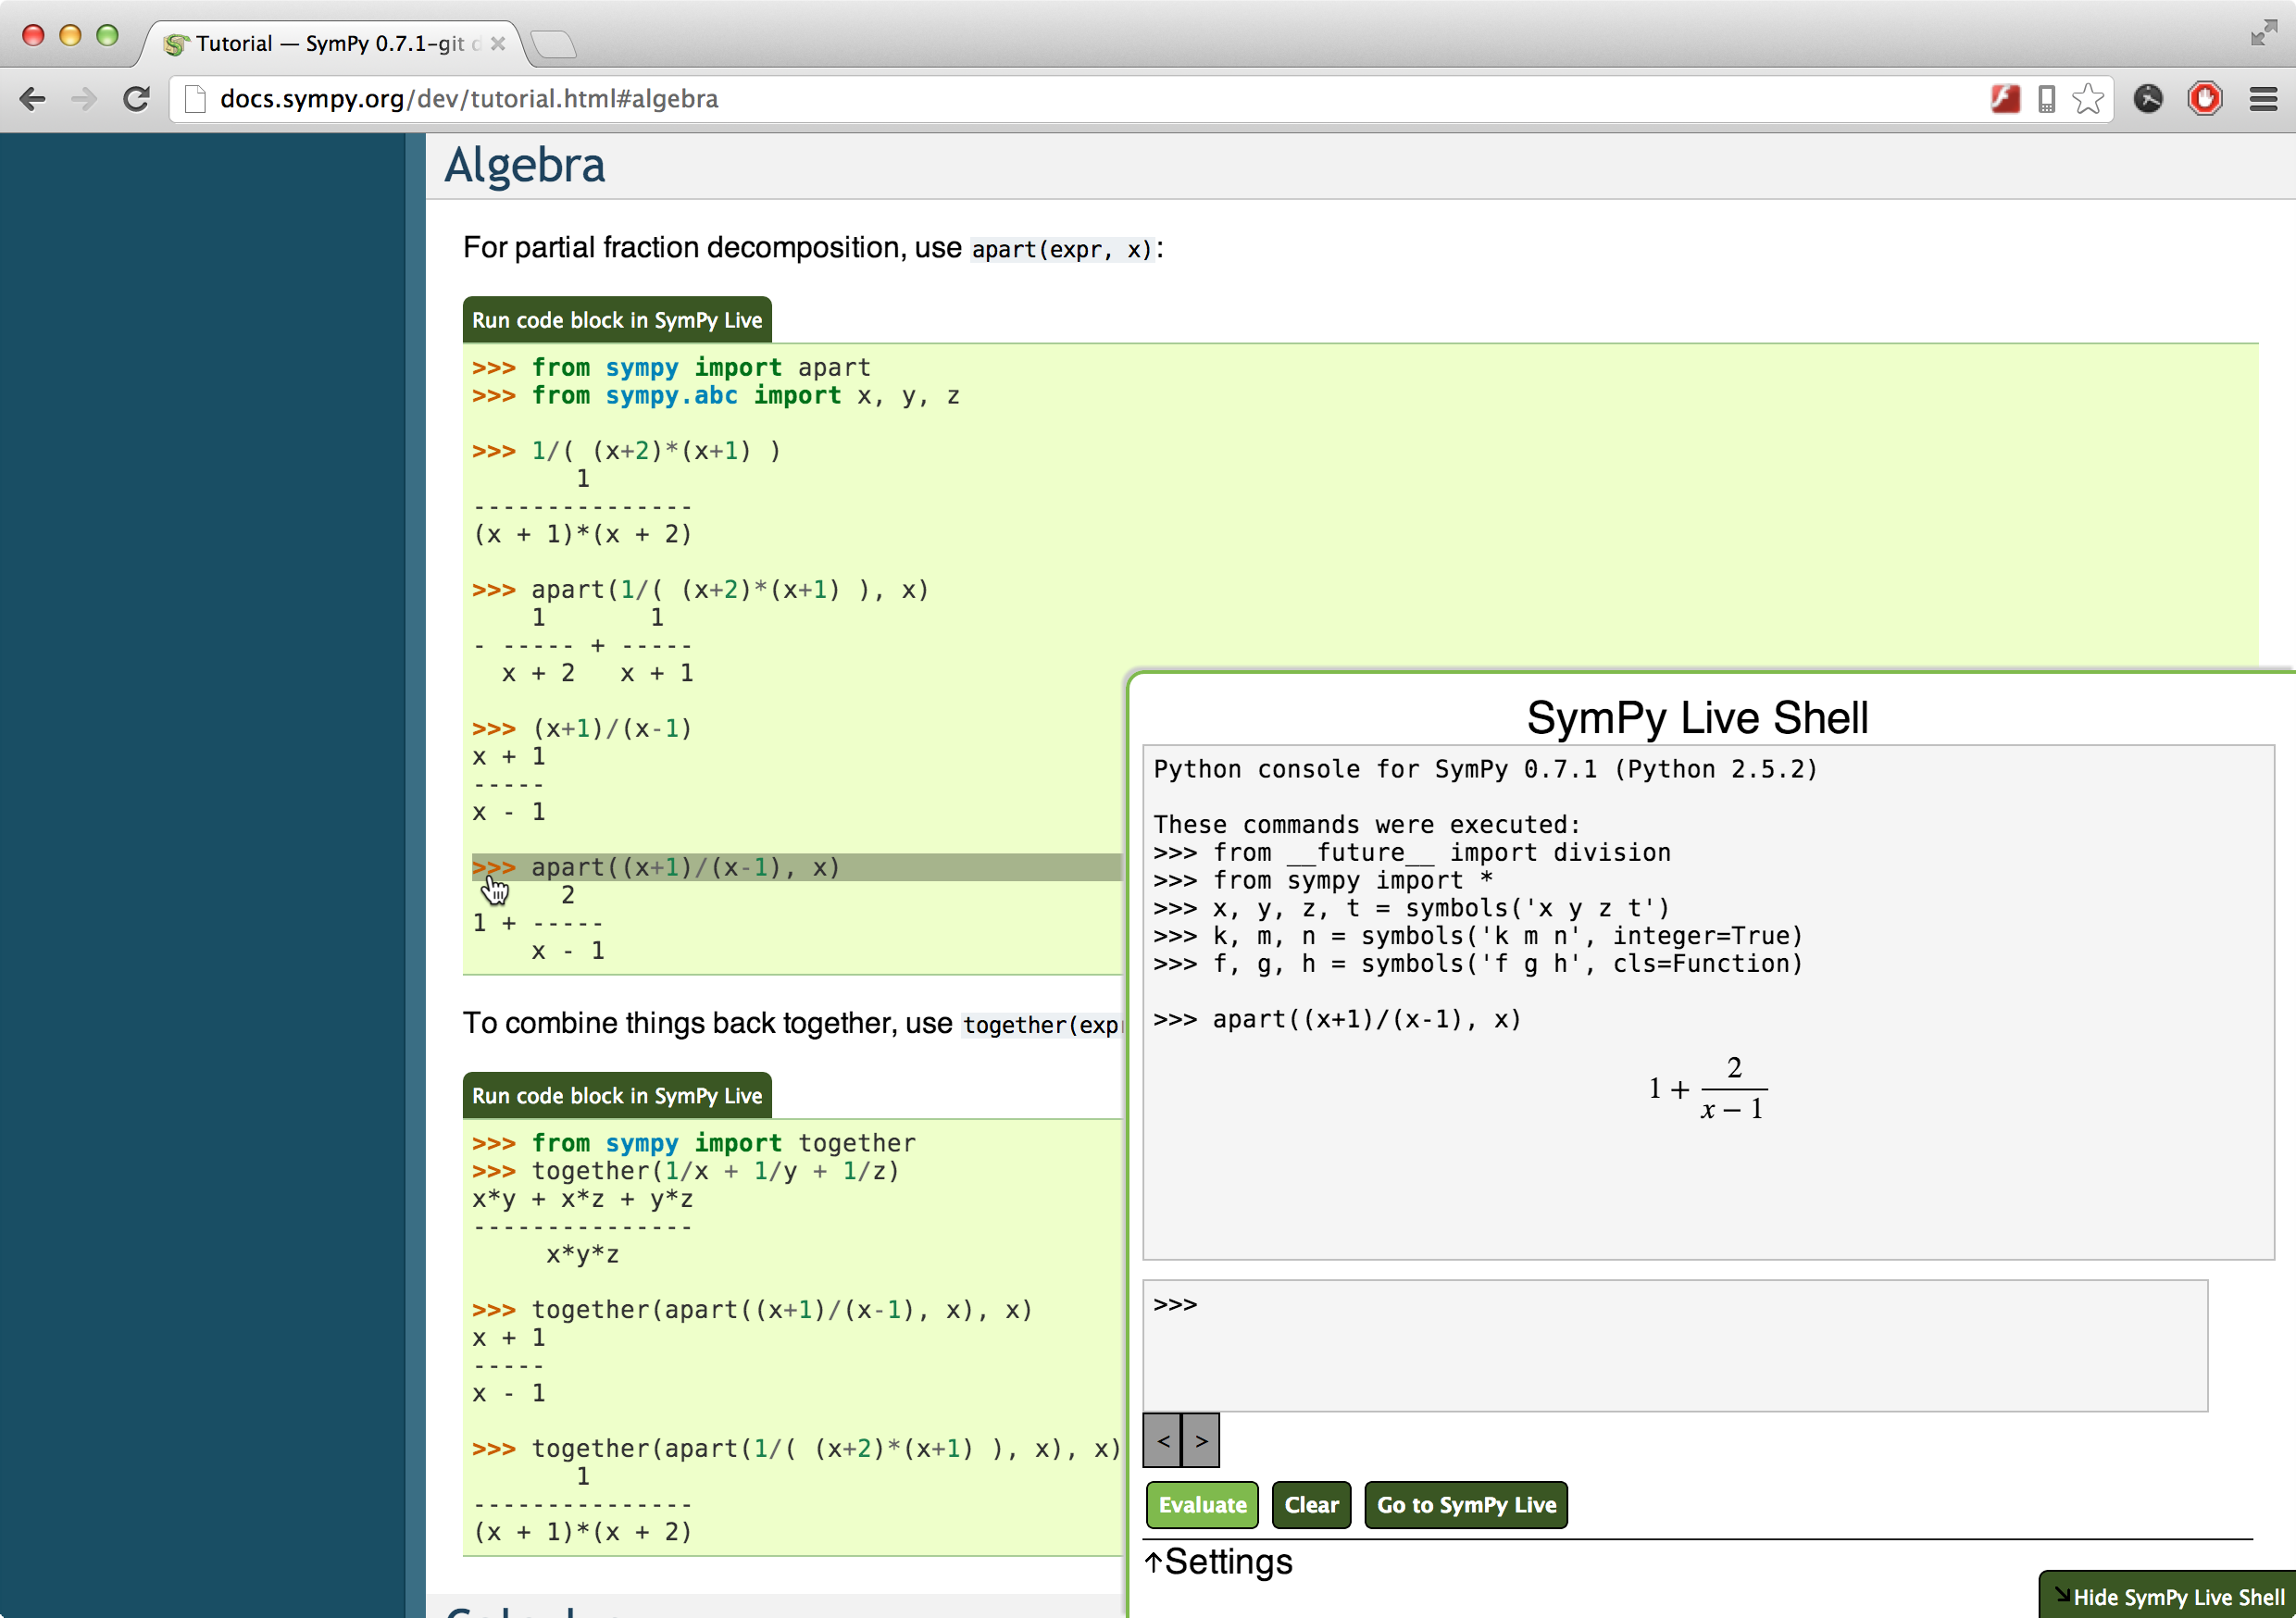 Tutorial — SymPy 0.7.1-git d
docs.sympy.org/dev/tutorial.html#algebra
Algebra
For partial fraction decomposition, use apart(expr, x):
Run code block in SymPy Live
>>> from sympy import apart
>>> from sympy.abc import x, y, z
>>> 1/( (x+2)*(x+1) )
1
---------------
(x + 1)*(x + 2)
>>> apart(1/( (x+2)*(x+1) ), x)
1 1
- ----- + -----
x + 2 x + 1
>>> (x+1)/(x-1)
x + 1
-----
x - 1
>>> apart((x+1)/(x-1), x)
2
1 + -----
x - 1
To combine things back together, use together(exp
Run code block in SymPy Live
>>> from sympy import together
>>> together(1/x + 1/y + 1/z)
x*y + x*z + y*z
---------------
x*y*z
>>> together(apart((x+1)/(x-1), x), x)
x + 1
-----
x - 1
>>> together(apart(1/( (x+2)*(x+1) ), x), x)
1
---------------
(x + 1)*(x + 2)
SymPy Live Shell
Python console for SymPy 0.7.1 (Python 2.5.2)
These commands were executed:
>>> from __future__ import division
>>> from sympy import *
>>> x, y, z, t = symbols('x y z t')
>>> k, m, n = symbols('k m n', integer=True)
>>> f, g, h = symbols('f g h', cls=Function)
>>> apart((x+1)/(x-1), x)
2
1 +
x − 1
>>>
< >
Evaluate Clear Go to SymPy Live
↑Settings
↘Hide SymPy Live Shell